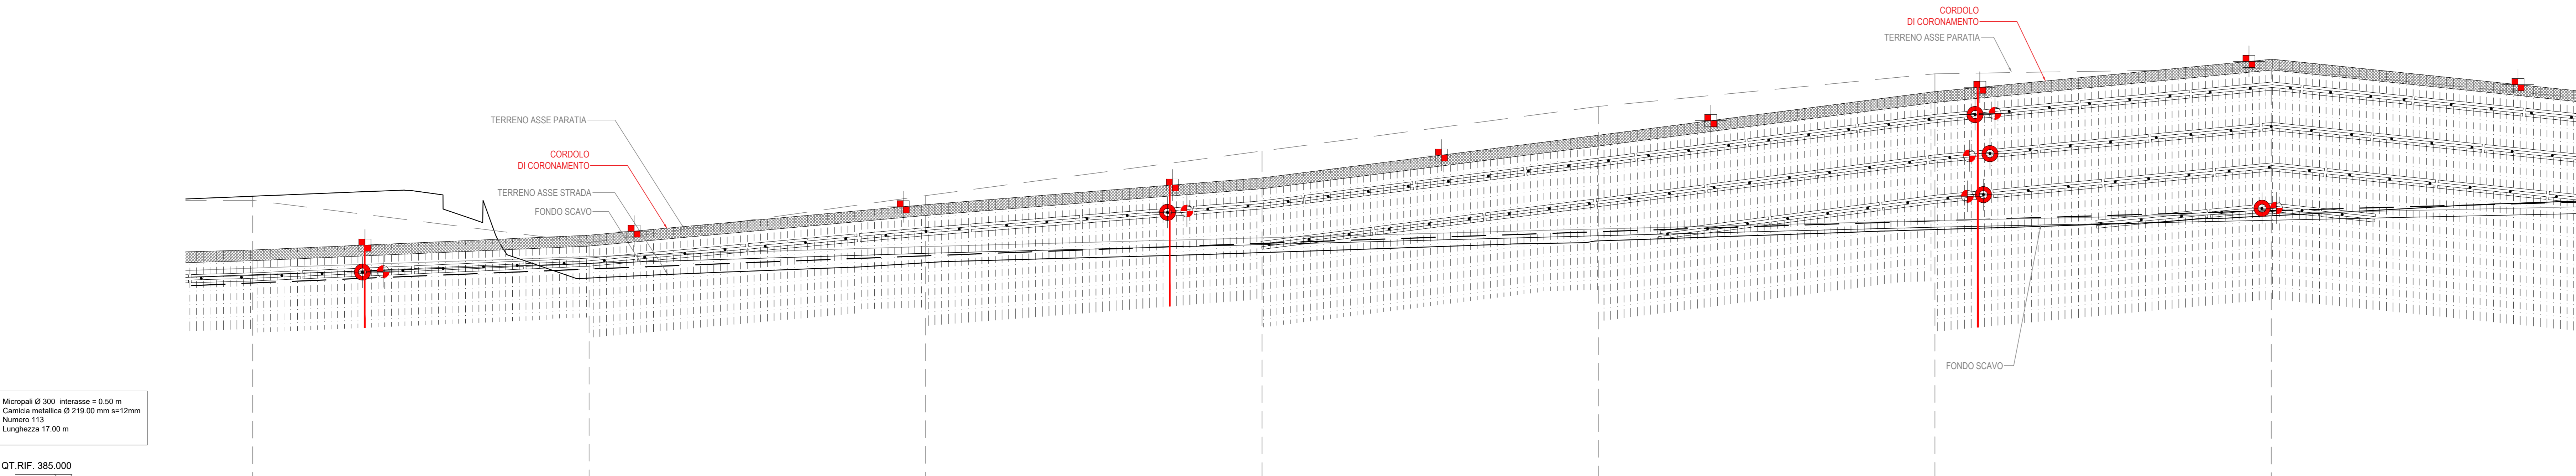 CORDOLO
DI CORONAMENTO
TERRENO ASSE PARATIA
TERRENO ASSE PARATIA
CORDOLO
DI CORONAMENTO
TERRENO ASSE STRADA
FONDO SCAVO
FONDO SCAVO
Micropali Ø 300 interasse = 0.50 m
Camicia metallica Ø 219.00 mm s=12mm
Numero 113
Lunghezza 17.00 m
QT.RIF. 385.000